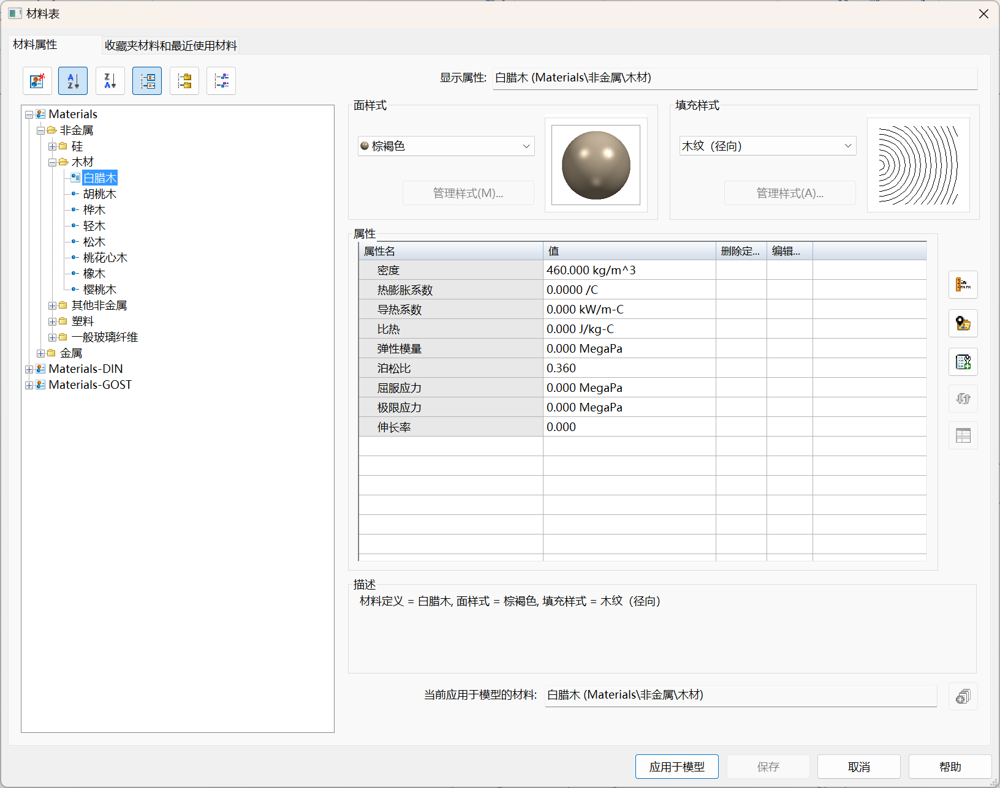 材料表
材料属性
收藏夹材料和最近使用材料
显示属性: 白腊木 (Materials\非金属\木材)
Materials
非金属
硅
木材
白腊木
胡桃木
桦木
轻木
松木
桃花心木
橡木
樱桃木
其他非金属
塑料
一般玻璃纤维
金属
Materials-DIN
Materials-GOST
面样式
棕褐色
管理样式(M)...
填充样式
木纹（径向）
管理样式(A)...
属性
属性名 值 删除定... 编辑...
密度 460.000 kg/m^3
热膨胀系数 0.0000 /C
导热系数 0.000 kW/m-C
比热 0.000 J/kg-C
弹性模量 0.000 MegaPa
泊松比 0.360
屈服应力 0.000 MegaPa
极限应力 0.000 MegaPa
伸长率 0.000
描述
材料定义 = 白腊木, 面样式 = 棕褐色, 填充样式 = 木纹（径向）
当前应用于模型的材料: 白腊木 (Materials\非金属\木材)
应用于模型 保存 取消 帮助